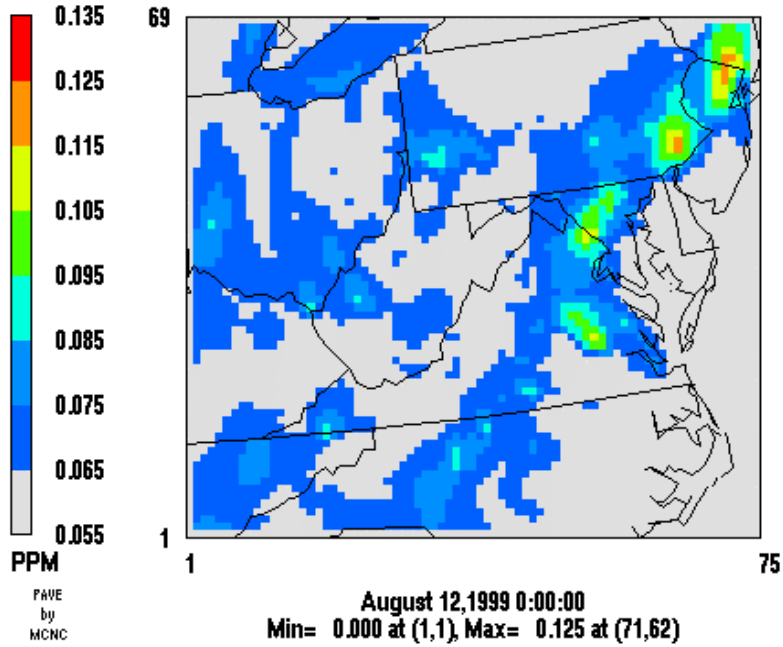 0.135
0.125
0.115
0.105
0.095
0.085
0.075
0.065
0.055
PPM
PAVE
by
MCNC
69
1
1
75
August 12,1999 0:00:00
Min= 0.000 at (1,1), Max= 0.125 at (71,62)